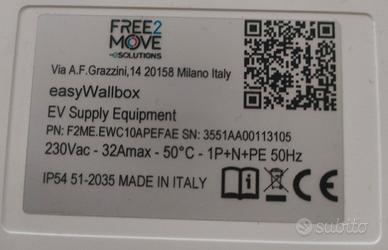 FREE2
MOVE
eSOLUTIONS
Via A.F.Grazzini,14 20158 Milano Italy
easyWallbox
EV Supply Equipment
PN: F2ME.EWC10APEFAE SN: 3551AA00113105
230Vac - 32Amax - 50°C - 1P+N+PE 50Hz
IP54 51-2035 MADE IN ITALY
subito